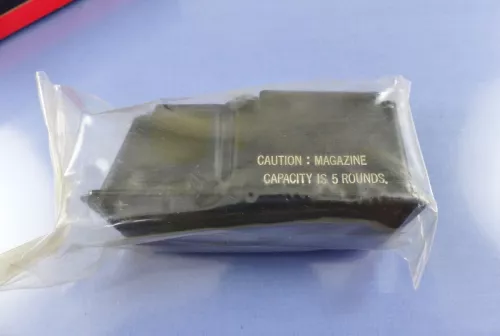 CAUTION : MAGAZINE
CAPACITY IS 5 ROUNDS.